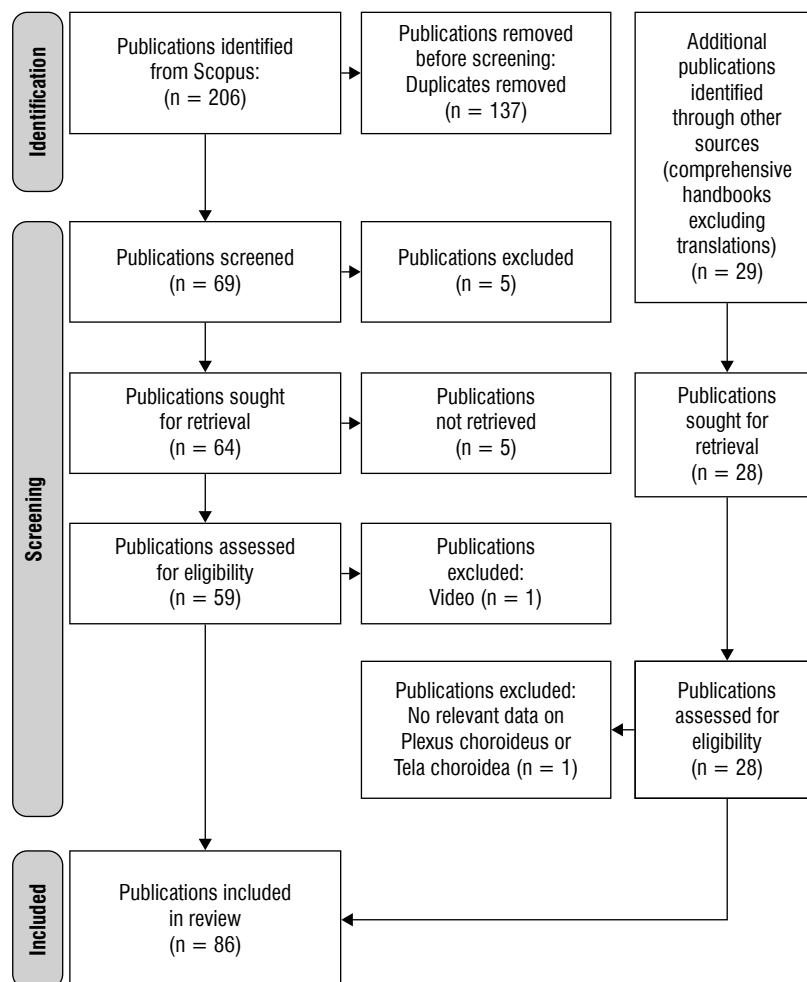 Identification
Publications identified
from Scopus:
(n = 206)
Publications removed
before screening:
Duplicates removed
(n = 137)
Additional
publications
identified
through other
sources
(comprehensive
handbooks
excluding
translations)
(n = 29)
Screening
Publications screened
(n = 69)
Publications excluded
(n = 5)
Publications sought
for retrieval
(n = 64)
Publications
not retrieved
(n = 5)
Publications
sought for
retrieval
(n = 28)
Publications assessed
for eligibility
(n = 59)
Publications
excluded:
Video (n = 1)
Publications excluded:
No relevant data on
Plexus choroideus or
Tela choroidea (n = 1)
Publications
assessed for
eligibility
(n = 28)
Included
Publications included
in review
(n = 86)